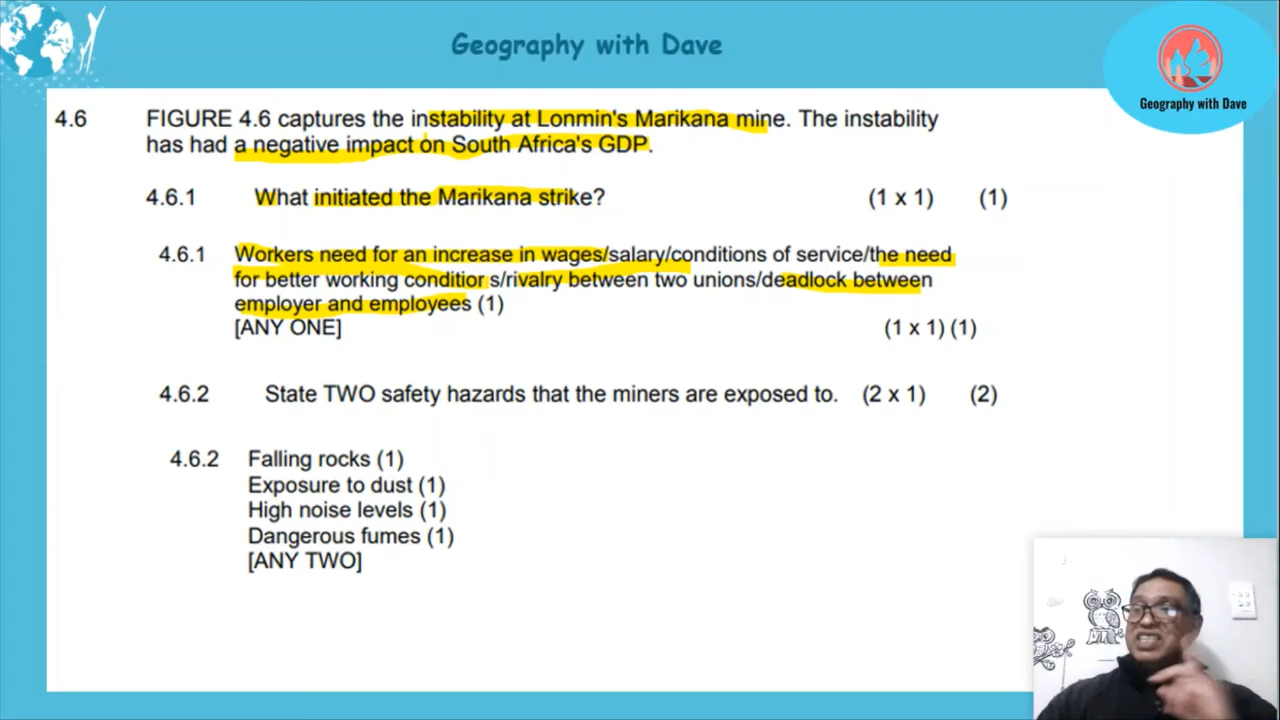 Geography with Dave
Geography with Dave
4.6 FIGURE 4.6 captures the instability at Lonmin's Marikana mine. The instability
has had a negative impact on South Africa's GDP.
4.6.1 What initiated the Marikana strike? (1 x 1) (1)
4.6.1 Workers need for an increase in wages/salary/conditions of service/the need
for better working conditions/rivalry between two unions/deadlock between
employer and employees (1)
[ANY ONE] (1 x 1) (1)
4.6.2 State TWO safety hazards that the miners are exposed to. (2 x 1) (2)
4.6.2 Falling rocks (1)
Exposure to dust (1)
High noise levels (1)
Dangerous fumes (1)
[ANY TWO]